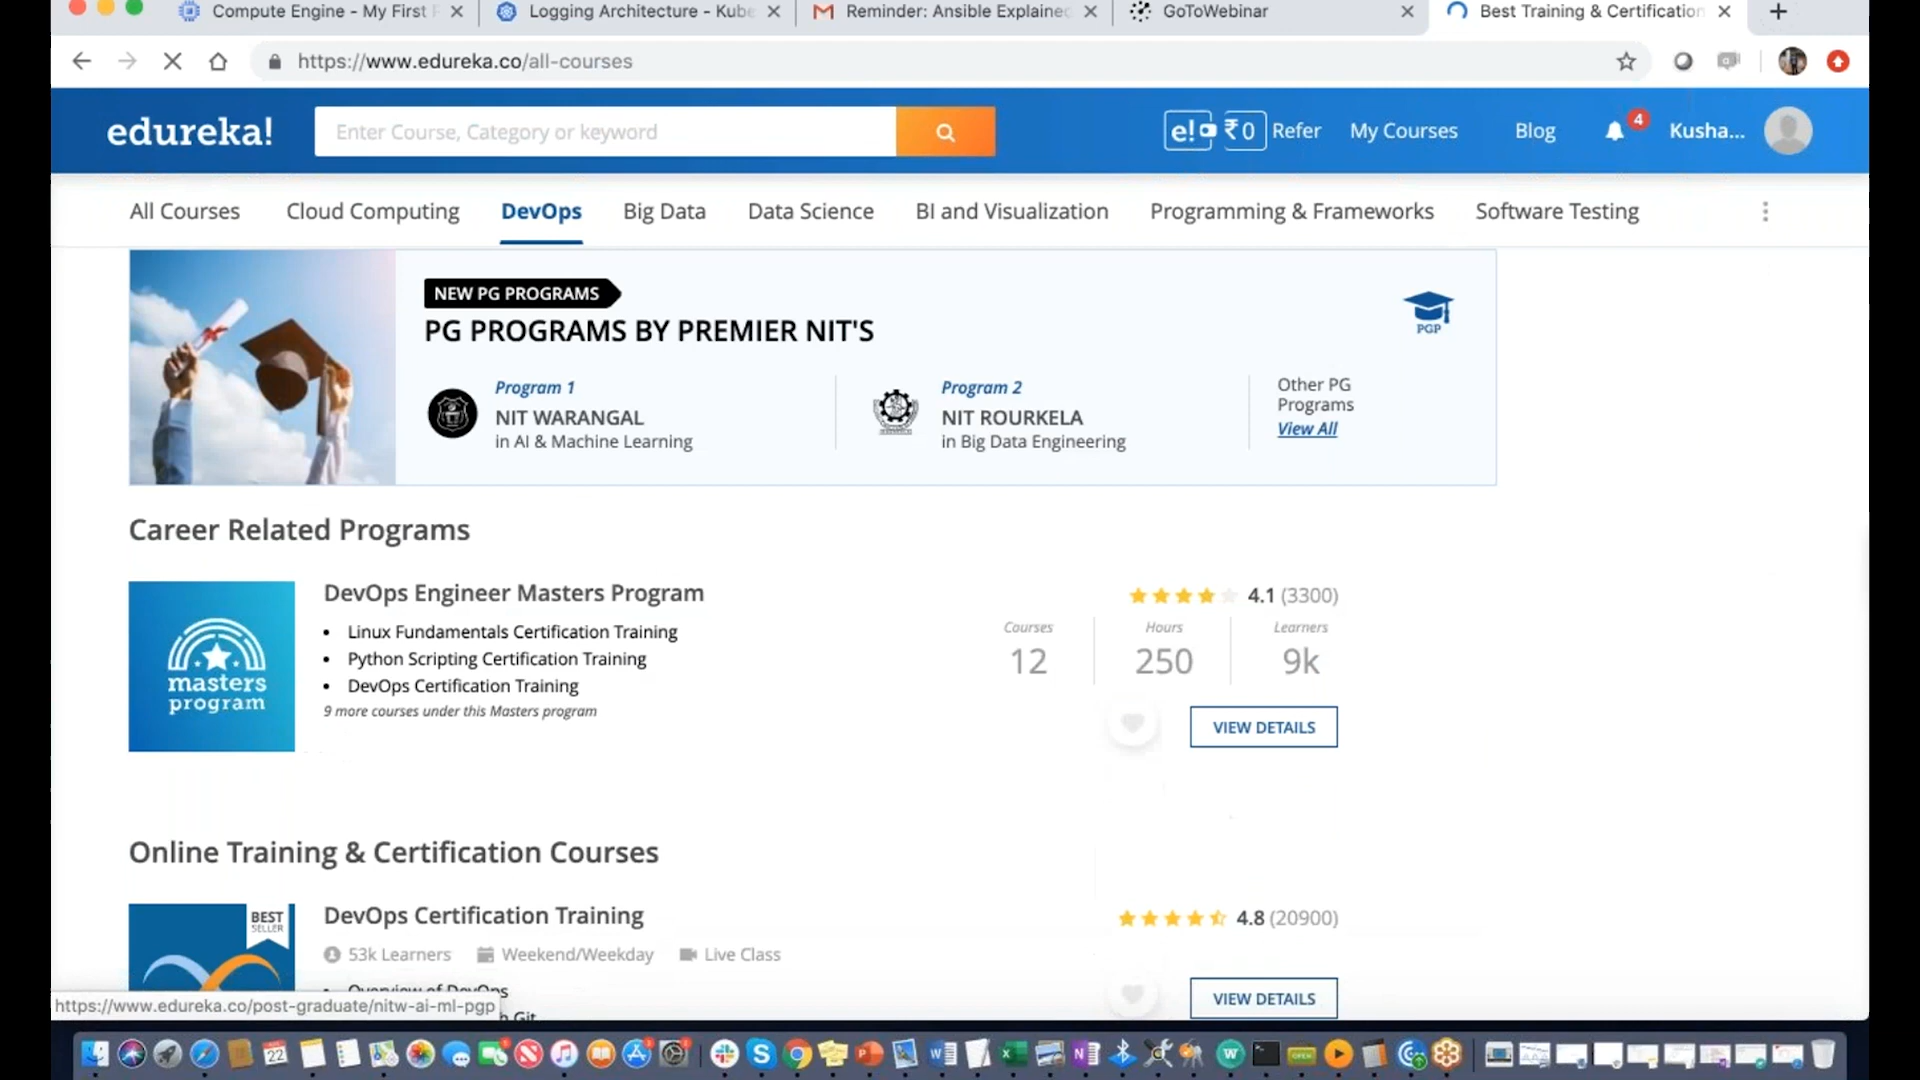 Compute Engine - My First
Logging Architecture - Kube
Reminder: Ansible Explained
GoToWebinar
Best Training & Certification
https://www.edureka.co/all-courses
edureka!
Enter Course, Category or keyword
e! ₹0 Refer
My Courses
Blog
4
Kusha...
All Courses
Cloud Computing
DevOps
Big Data
Data Science
BI and Visualization
Programming & Frameworks
Software Testing
NEW PG PROGRAMS
PG PROGRAMS BY PREMIER NIT'S
PGP
Program 1
NIT WARANGAL
in AI & Machine Learning
Program 2
NIT ROURKELA
in Big Data Engineering
Other PG
Programs
View All
Career Related Programs
masters
program
DevOps Engineer Masters Program
• Linux Fundamentals Certification Training
• Python Scripting Certification Training
• DevOps Certification Training
9 more courses under this Masters program
4.1 (3300)
Courses
12
Hours
250
Learners
9k
VIEW DETAILS
Online Training & Certification Courses
BEST
SELLER
DevOps Certification Training
53k Learners
Weekend/Weekday
Live Class
• Overview of DevOps
Git
4.8 (20900)
VIEW DETAILS
https://www.edureka.co/post-graduate/nitw-ai-ml-pgp
22